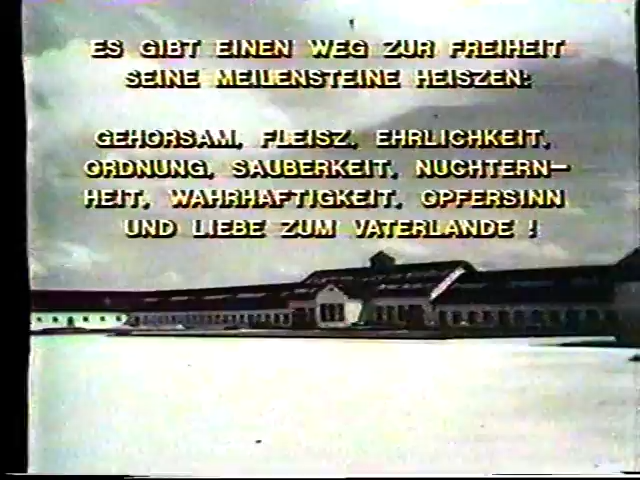 ES GIBT EINEN WEG ZUR FREIHEIT
SEINE MEILENSTEINE HEISZEN:
GEHORSAM, FLEISZ, EHRLICHKEIT,
ORDNUNG, SAUBERKEIT, NUCHTERN-
HEIT, WAHRHAFTIGKEIT, OPFERSINN
UND LIEBE ZUM VATERLANDE !